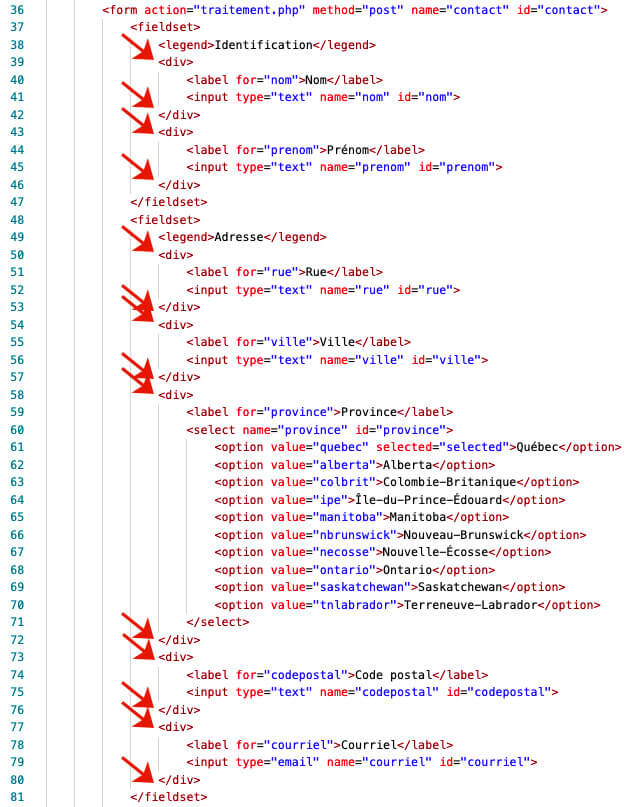 36 <form action="traitement.php" method="post" name="contact" id="contact">
37 <fieldset>
38 <legend>Identification</legend>
39 <div>
40 <label for="nom">Nom</label>
41 <input type="text" name="nom" id="nom">
42 </div>
43 <div>
44 <label for="prenom">Prénom</label>
45 <input type="text" name="prenom" id="prenom">
46 </div>
47 </fieldset>
48 <fieldset>
49 <legend>Adresse</legend>
50 <div>
51 <label for="rue">Rue</label>
52 <input type="text" name="rue" id="rue">
53 </div>
54 <div>
55 <label for="ville">Ville</label>
56 <input type="text" name="ville" id="ville">
57 </div>
58 <div>
59 <label for="province">Province</label>
60 <select name="province" id="province">
61 <option value="quebec" selected="selected">Québec</option>
62 <option value="alberta">Alberta</option>
63 <option value="colbrit">Colombie-Britanique</option>
64 <option value="ipe">Île-du-Prince-Édouard</option>
65 <option value="manitoba">Manitoba</option>
66 <option value="nbrunswick">Nouveau-Brunswick</option>
67 <option value="necosse">Nouvelle-Écosse</option>
68 <option value="ontario">Ontario</option>
69 <option value="saskatchewan">Saskatchewan</option>
70 <option value="tnlabrador">Terreneuve-Labrador</option>
71 </select>
72 </div>
73 <div>
74 <label for="codepostal">Code postal</label>
75 <input type="text" name="codepostal" id="codepostal">
76 </div>
77 <div>
78 <label for="courriel">Courriel</label>
79 <input type="email" name="courriel" id="courriel">
80 </div>
81 </fieldset>